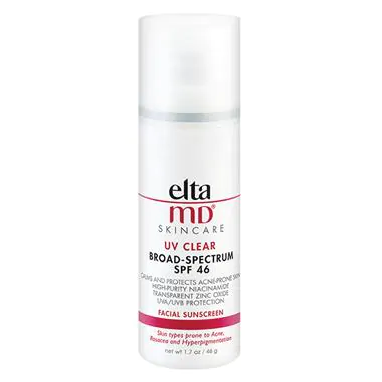 elta
MD®
SKINCARE
UV CLEAR
BROAD-SPECTRUM
SPF 46
CALMS AND PROTECTS ACNE-PRONE SKIN
HIGH-PURITY NIACINAMIDE
TRANSPARENT ZINC OXIDE
UVA/UVB PROTECTION
FACIAL SUNSCREEN
Skin types prone to Acne,
Rosacea and Hyperpigmentation
net wt 1.7 oz / 48 g